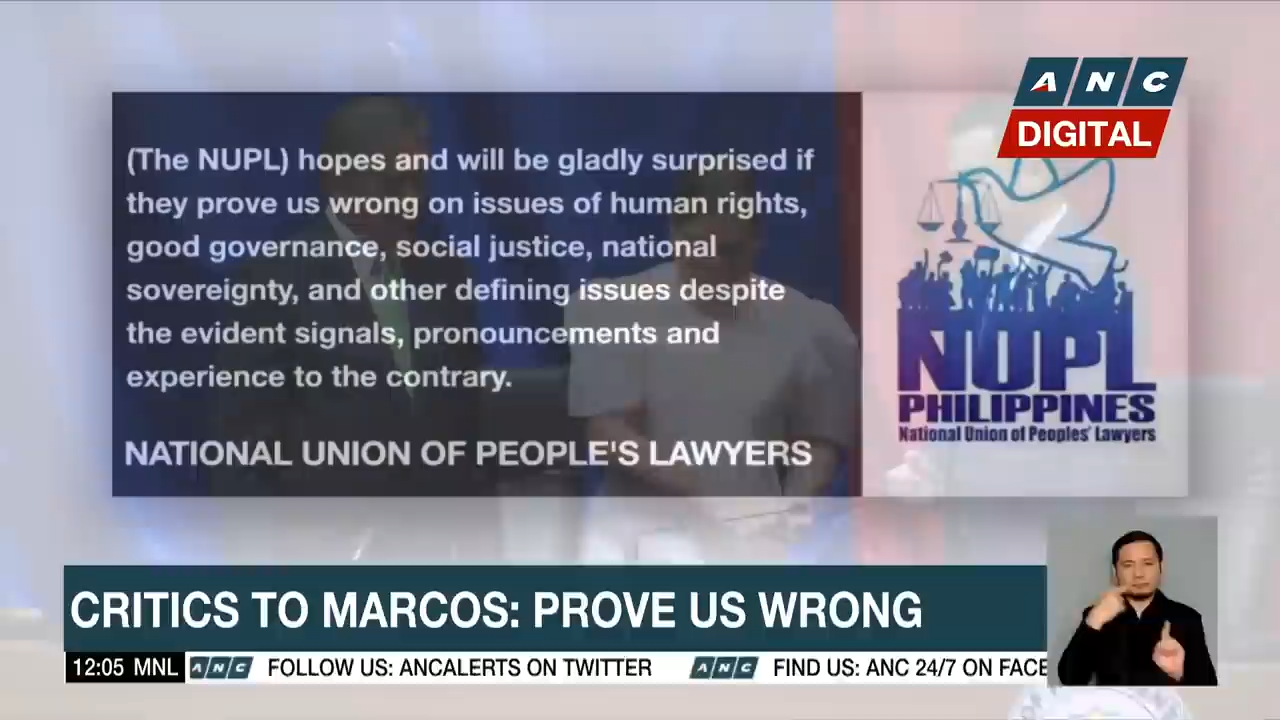 ANC
DIGITAL
(The NUPL) hopes and will be gladly surprised if
they prove us wrong on issues of human rights,
good governance, social justice, national
sovereignty, and other defining issues despite
the evident signals, pronouncements and
experience to the contrary.
NATIONAL UNION OF PEOPLE'S LAWYERS
NUPL
PHILIPPINES
National Union of Peoples' Lawyers
CRITICS TO MARCOS: PROVE US WRONG
12:05 MNL ANC FOLLOW US: ANCALERTS ON TWITTER ANC FIND US: ANC 24/7 ON FACE